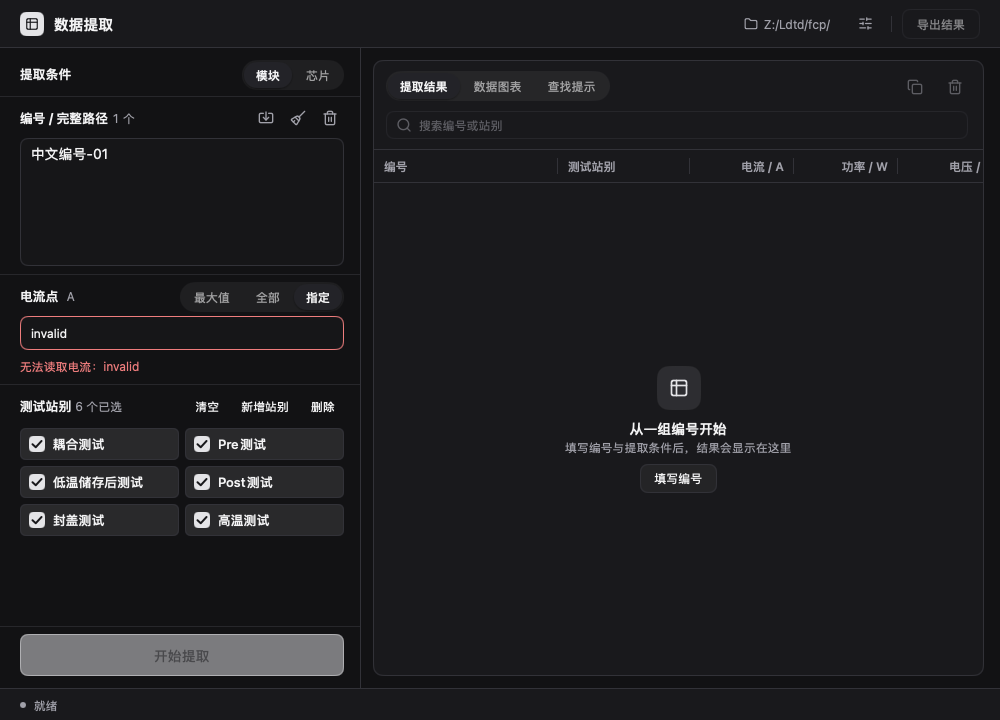 数据提取
Z:/Ldtd/fcp/
导出结果
提取条件
模块
芯片
编号 / 完整路径 1 个
中文编号-01
电流点 A
最大值
全部
指定
invalid
无法读取电流：invalid
测试站别 6 个已选
清空
新增站别
删除
耦合测试
Pre测试
低温储存后测试
Post测试
封盖测试
高温测试
开始提取
就绪
提取结果
数据图表
查找提示
搜索编号或站别
编号
测试站别
电流 / A
功率 / W
电压 /
从一组编号开始
填写编号与提取条件后，结果会显示在这里
填写编号